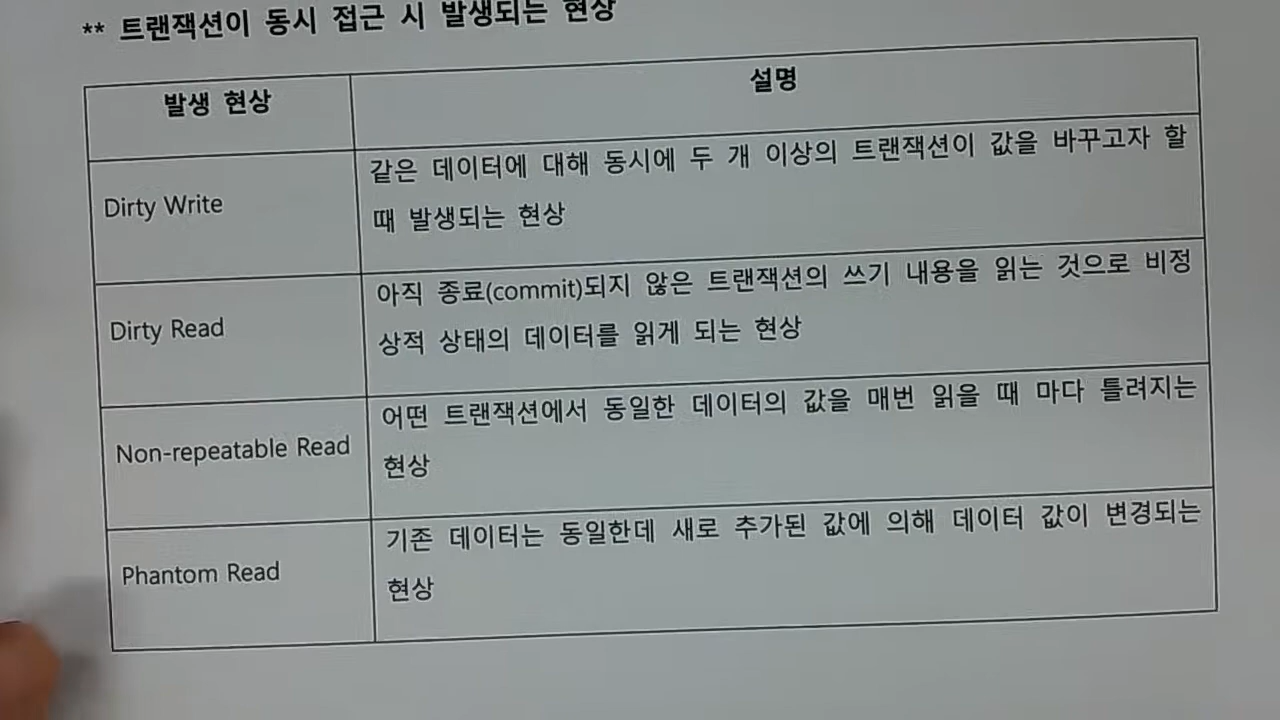 ** 트랜잭션이 동시 접근 시 발생되는 현상
발생 현상
설명
Dirty Write
같은 데이터에 대해 동시에 두 개 이상의 트랜잭션이 값을 바꾸고자 할
때 발생되는 현상
Dirty Read
아직 종료(commit)되지 않은 트랜잭션의 쓰기 내용을 읽는 것으로 비정
상적 상태의 데이터를 읽게 되는 현상
Non-repeatable Read
어떤 트랜잭션에서 동일한 데이터의 값을 매번 읽을 때 마다 틀려지는
현상
Phantom Read
기존 데이터는 동일한데 새로 추가된 값에 의해 데이터 값이 변경되는
현상